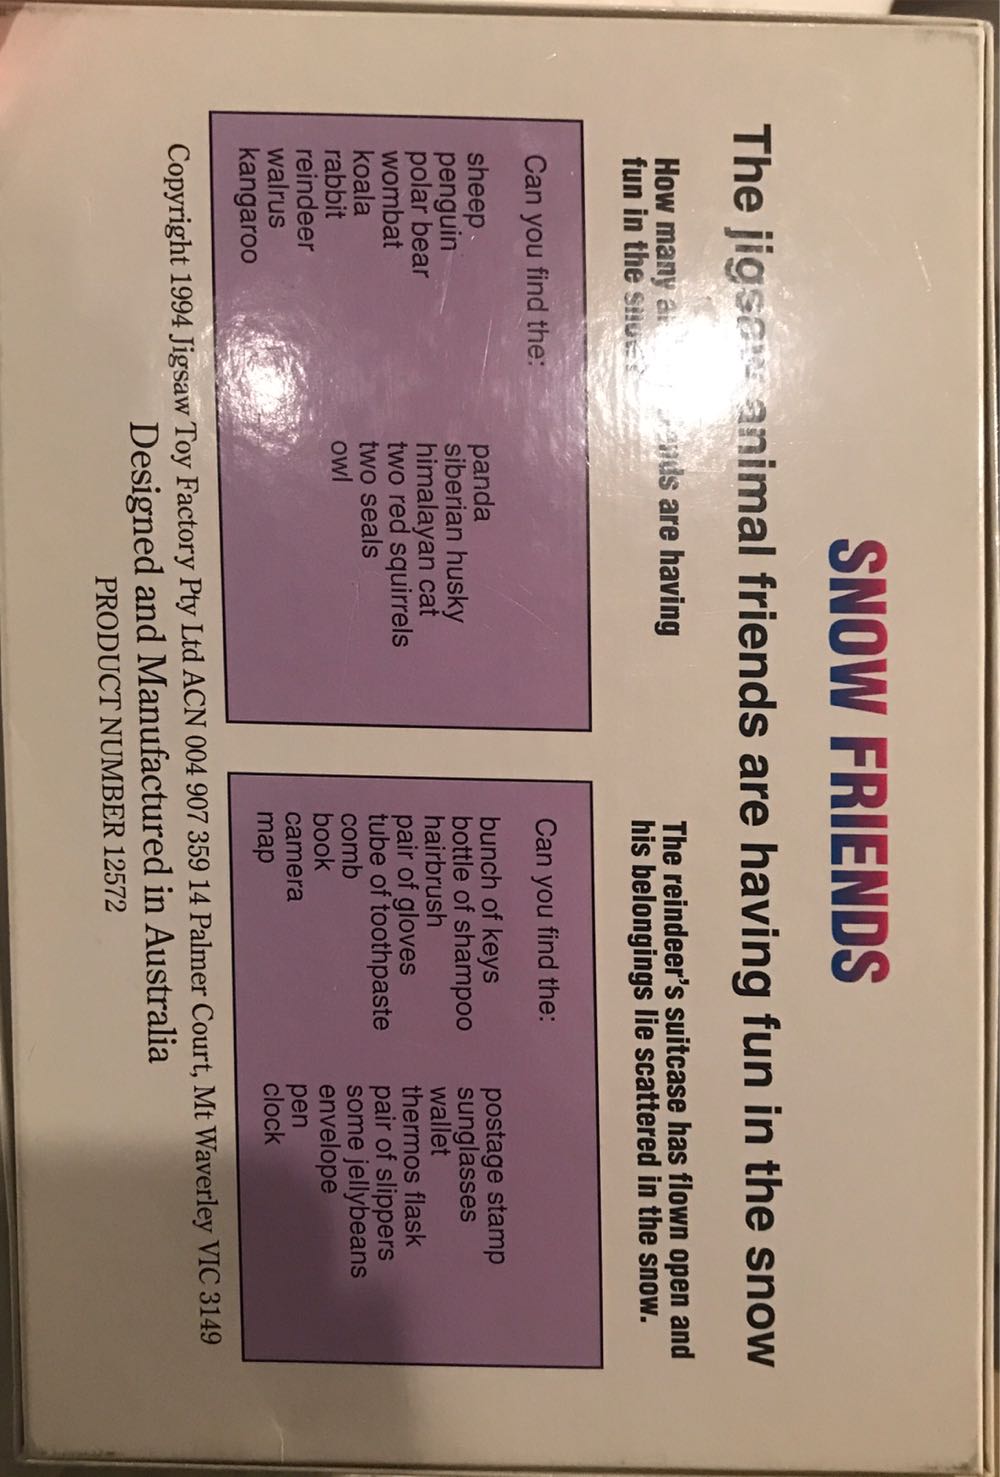 SNOW FRIENDS
The jigsaw animal friends are having fun in the snow
How many are having
fun in the
The reindeer's suitcase has flown open and
his belongings lie scattered in the snow.
Can you find the:
sheep
penguin
polar bear
wombat
koala
rabbit
reindeer
walrus
kangaroo
panda
siberian husky
himalayan cat
two red squirrels
two seals
owl
Can you find the:
bunch of keys
bottle of shampoo
hairbrush
pair of gloves
tube of toothpaste
comb
book
camera
map
postage stamp
sunglasses
wallet
thermos flask
pair of slippers
some jellybeans
envelope
pen
clock
Copyright 1994 Jigsaw Toy Factory Pty Ltd ACN 004 907 359 14 Palmer Court, Mt Waverley VIC 3149
Designed and Manufactured in Australia
PRODUCT NUMBER 12572